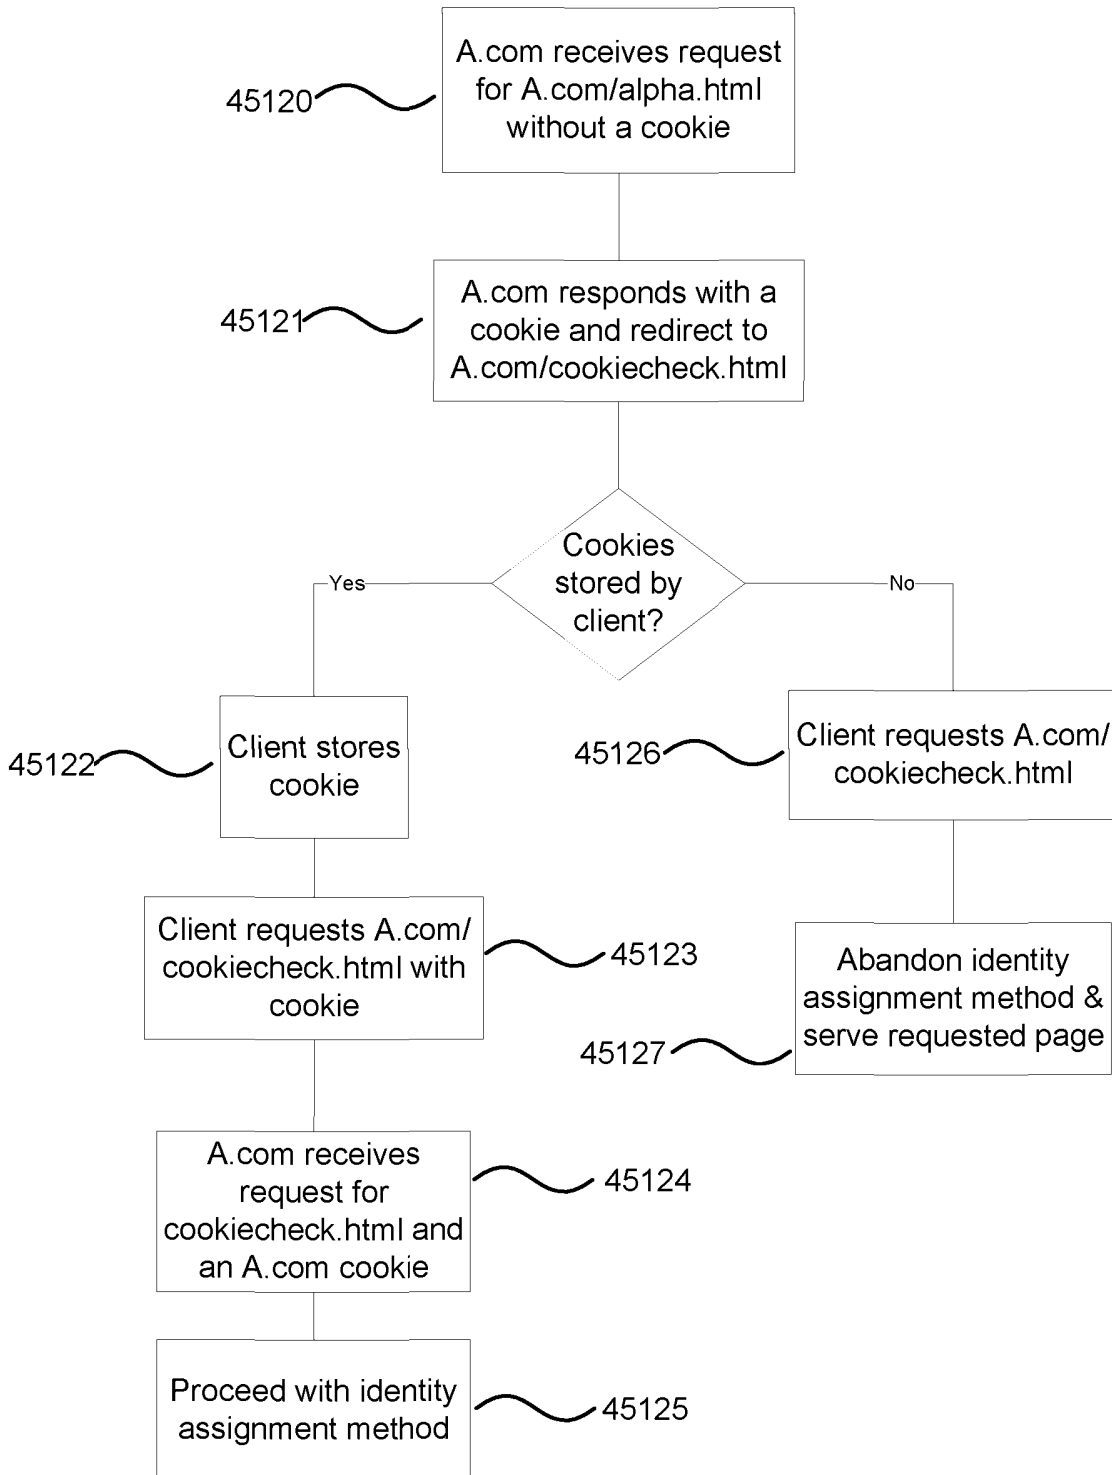 A.com receives request
for A.com/alpha.html
without a cookie
45120
A.com responds with a
cookie and redirect to
A.com/cookiecheck.html
45121
Cookies
stored by
client?
Yes
No
Client stores
cookie
45122
Client requests A.com/
cookiecheck.html
45126
Client requests A.com/
cookiecheck.html with
cookie
45123
Abandon identity
assignment method &
serve requested page
45127
A.com receives
request for
cookiecheck.html and
an A.com cookie
45124
Proceed with identity
assignment method
45125